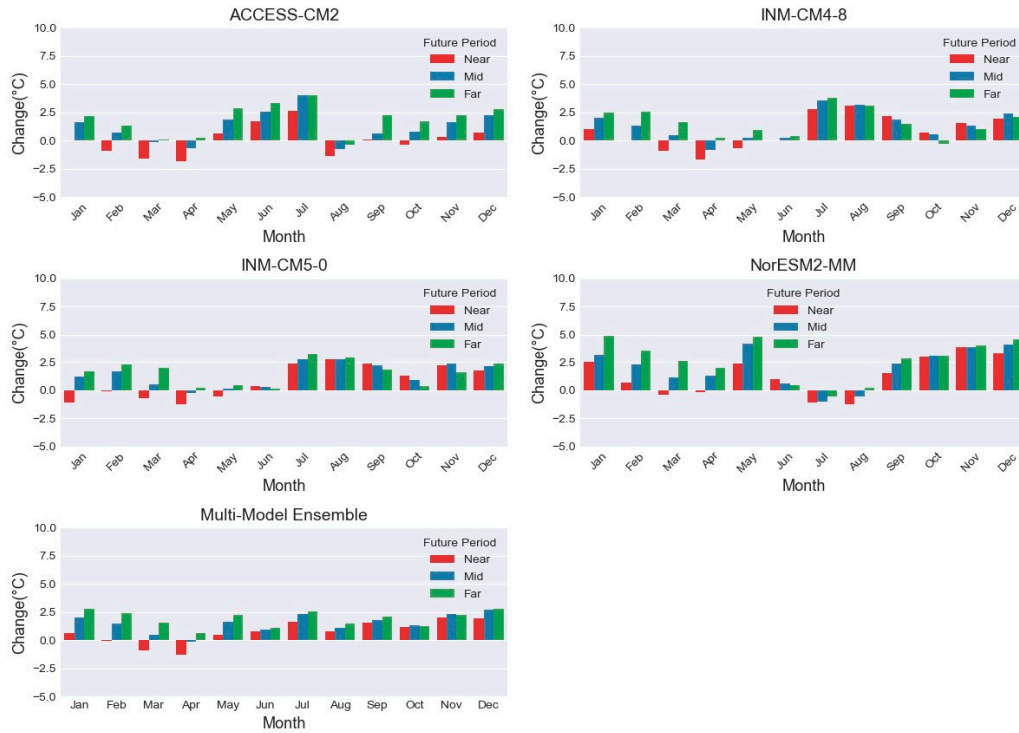 ACCESS-CM2
Change(°C)
10.0
7.5
5.0
2.5
0.0
−2.5
−5.0
Future Period
Near
Mid
Far
Jan Feb Mar Apr May Jun Jul Aug Sep Oct Nov Dec
Month
INM-CM4-8
Change(°C)
10.0
7.5
5.0
2.5
0.0
−2.5
−5.0
Future Period
Near
Mid
Far
Jan Feb Mar Apr May Jun Jul Aug Sep Oct Nov Dec
Month
INM-CM5-0
Change(°C)
10.0
7.5
5.0
2.5
0.0
−2.5
−5.0
Future Period
Near
Mid
Far
Jan Feb Mar Apr May Jun Jul Aug Sep Oct Nov Dec
Month
NorESM2-MM
Change(°C)
10.0
7.5
5.0
2.5
0.0
−2.5
−5.0
Future Period
Near
Mid
Far
Jan Feb Mar Apr May Jun Jul Aug Sep Oct Nov Dec
Month
Multi-Model Ensemble
Change(°C)
10.0
7.5
5.0
2.5
0.0
−2.5
−5.0
Future Period
Near
Mid
Far
Jan Feb Mar Apr May Jun Jul Aug Sep Oct Nov Dec
Month